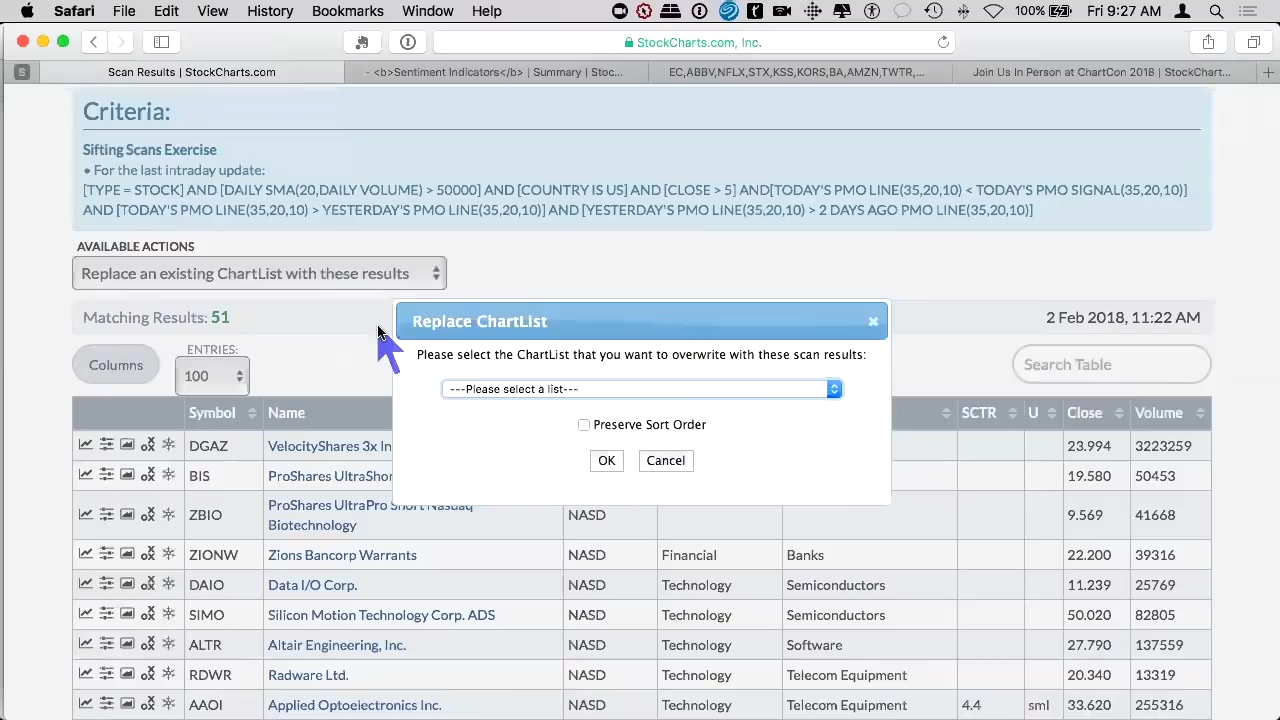 Safari File Edit View History Bookmarks Window Help 100% Fri 9:27 AM
StockCharts.com, Inc.
S Scan Results | StockCharts.com - <b>Sentiment Indicators</b> | Summary | Stoc... EC,ABBV,NFLX,STX,KSS,KORS,BA,AMZN,TWTR,... Join Us In Person at ChartCon 2018 | StockChart... +
Criteria:
Sifting Scans Exercise
• For the last intraday update:
[TYPE = STOCK] AND [DAILY SMA(20,DAILY VOLUME) > 50000] AND [COUNTRY IS US] AND [CLOSE > 5] AND[TODAY'S PMO LINE(35,20,10) < TODAY'S PMO SIGNAL(35,20,10)]
AND [TODAY'S PMO LINE(35,20,10) > YESTERDAY'S PMO LINE(35,20,10)] AND [YESTERDAY'S PMO LINE(35,20,10) > 2 DAYS AGO PMO LINE(35,20,10)]
AVAILABLE ACTIONS
Replace an existing ChartList with these results
Matching Results: 51
2 Feb 2018, 11:22 AM
Replace ChartList
Please select the ChartList that you want to overwrite with these scan results:
---Please select a list---
Preserve Sort Order
OK Cancel
Columns
ENTRIES:
100
Search Table
Symbol Name SCTR U Close Volume
DGAZ VelocityShares 3x In 23.994 3223259
BIS ProShares UltraShor 19.580 50453
ZBIO ProShares UltraPro Short Nasdaq
Biotechnology NASD 9.569 41668
ZIONW Zions Bancorp Warrants NASD Financial Banks 22.200 39316
DAIO Data I/O Corp. NASD Technology Semiconductors 11.239 25769
SIMO Silicon Motion Technology Corp. ADS NASD Technology Semiconductors 50.020 82805
ALTR Altair Engineering, Inc. NASD Technology Software 27.790 137559
RDWR Radware Ltd. NASD Technology Telecom Equipment 20.340 13319
AAOI Applied Optoelectronics Inc. NASD Technology Telecom Equipment 4.4 sml 33.620 255316